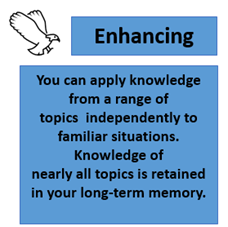 Enhancing
You can apply knowledge
from a range of
topics independently to
familiar situations.
Knowledge of
nearly all topics is retained
in your long-term memory.